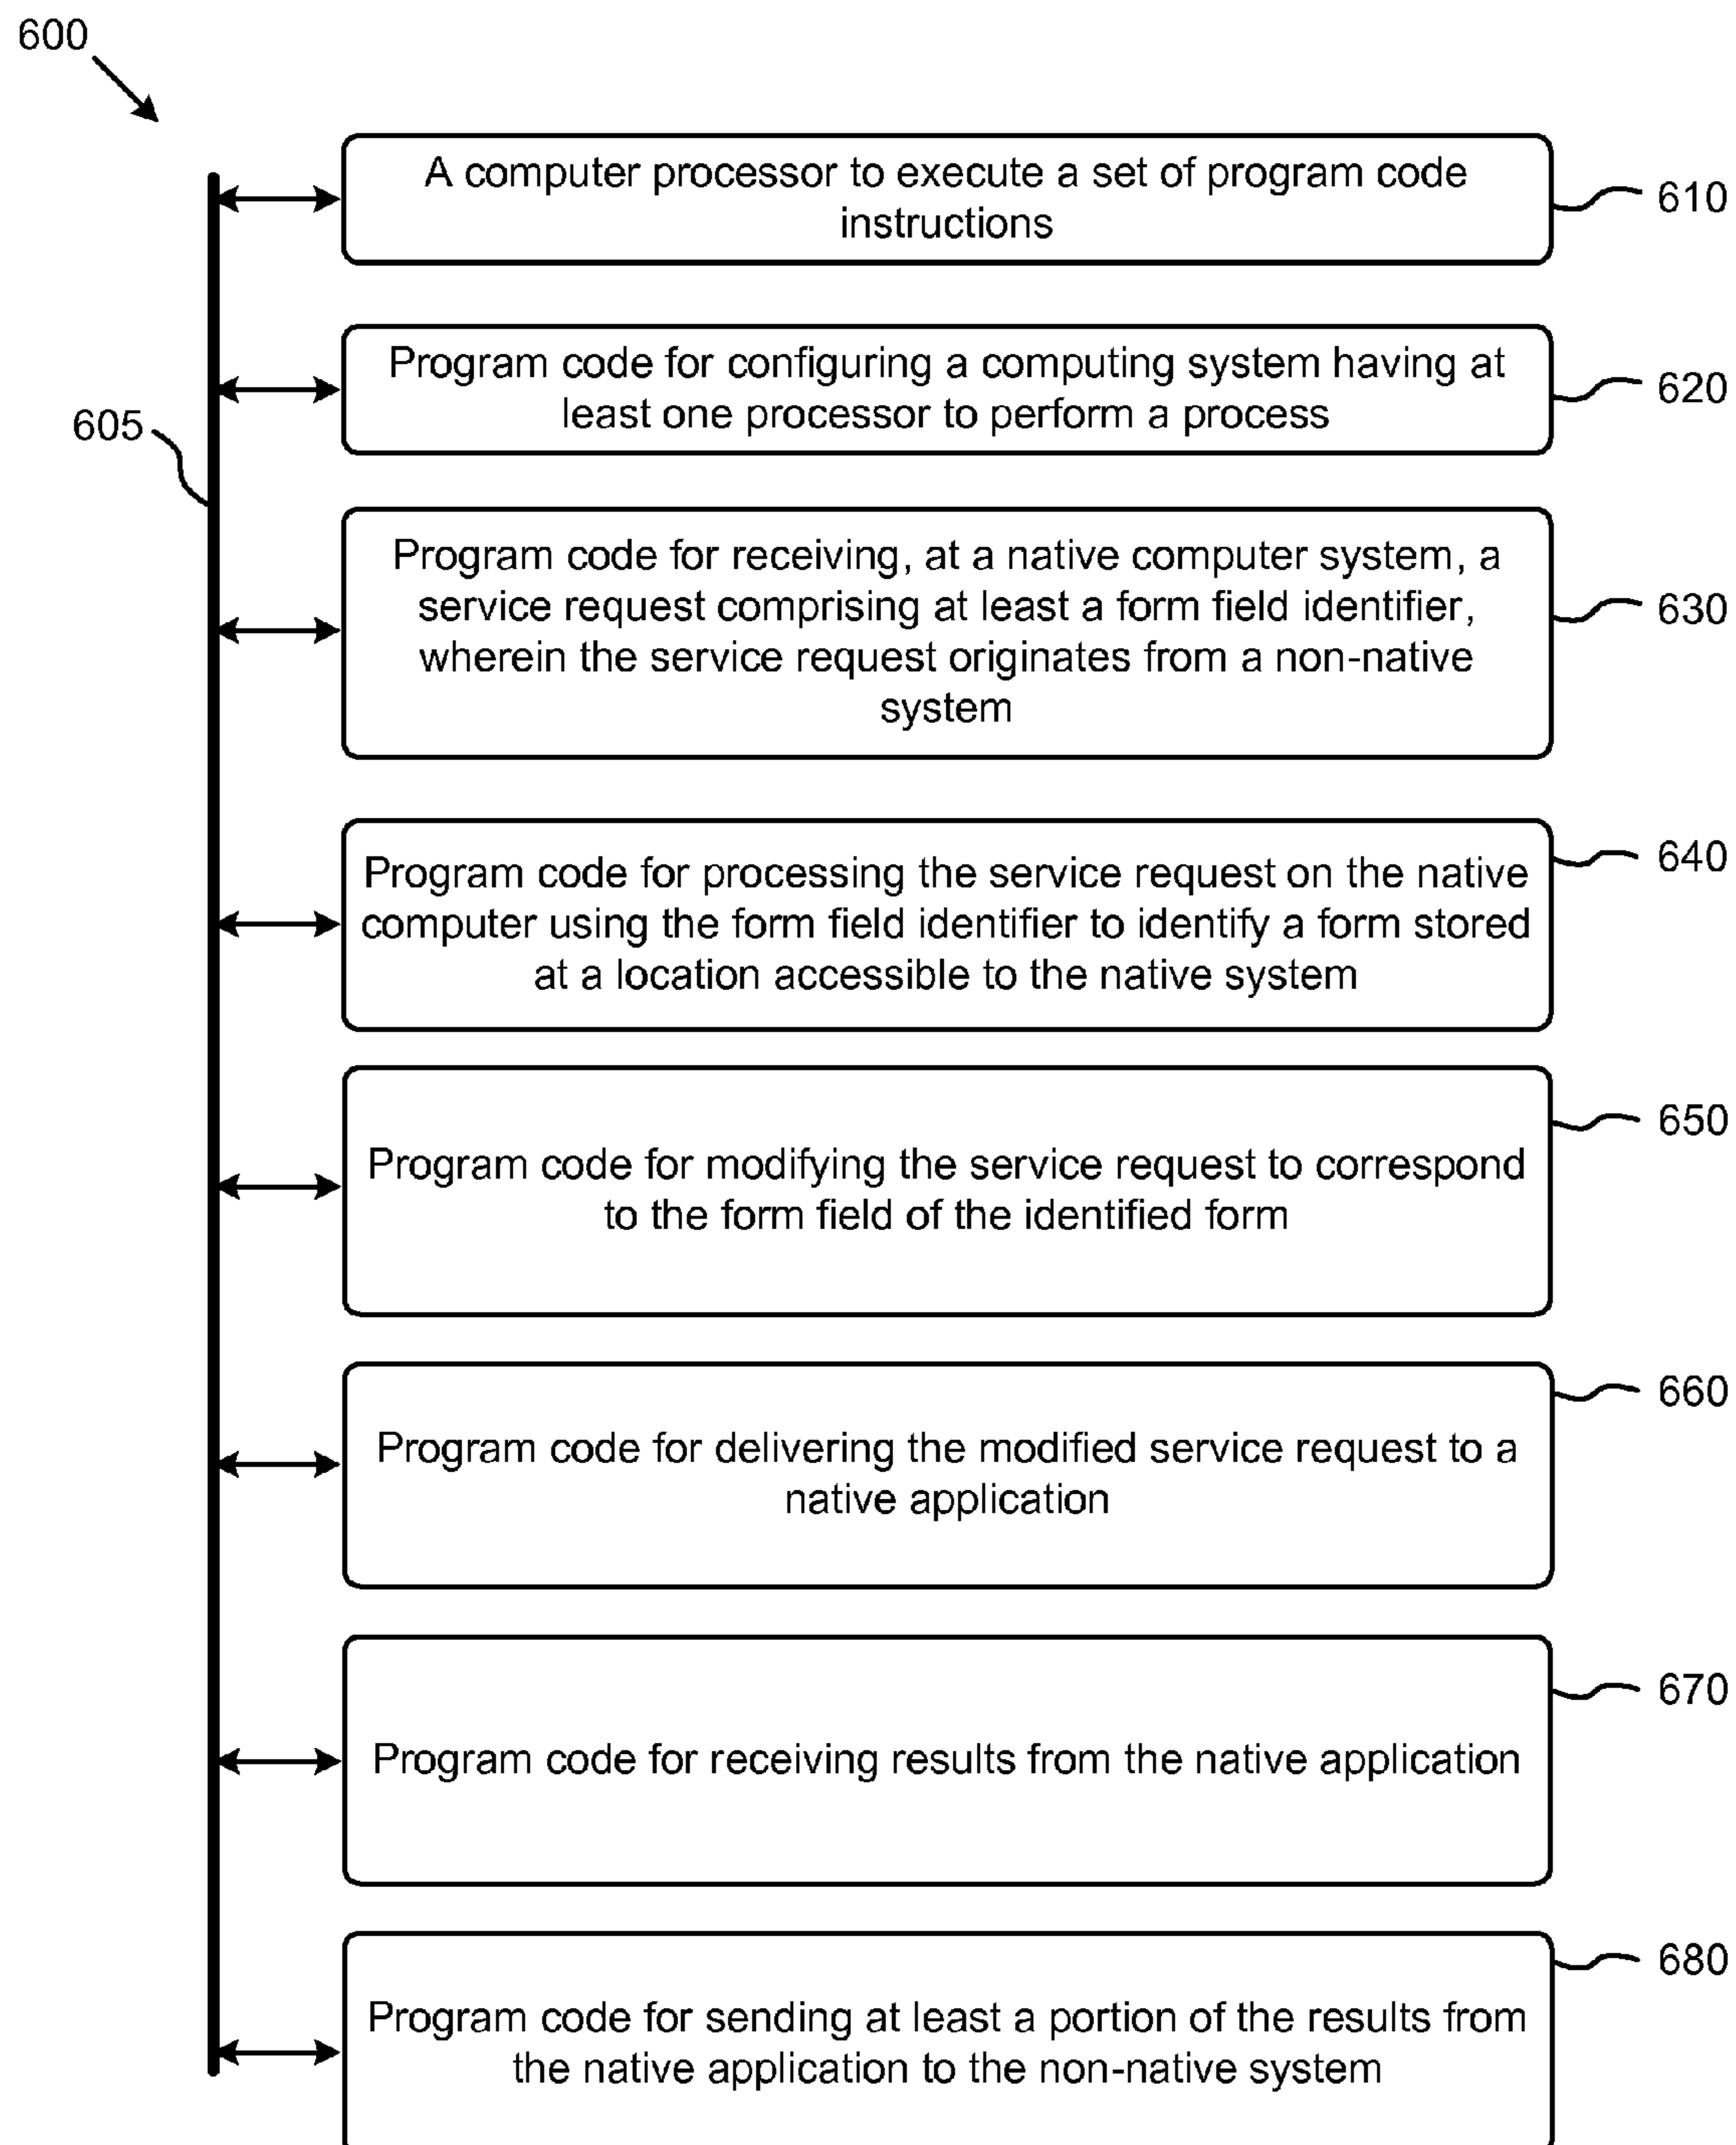 600
A computer processor to execute a set of program code
instructions
610
Program code for configuring a computing system having at
least one processor to perform a process
620
605
Program code for receiving, at a native computer system, a
service request comprising at least a form field identifier,
wherein the service request originates from a non-native
system
630
Program code for processing the service request on the native
computer using the form field identifier to identify a form stored
at a location accessible to the native system
640
Program code for modifying the service request to correspond
to the form field of the identified form
650
Program code for delivering the modified service request to a
native application
660
Program code for receiving results from the native application
670
Program code for sending at least a portion of the results from
the native application to the non-native system
680